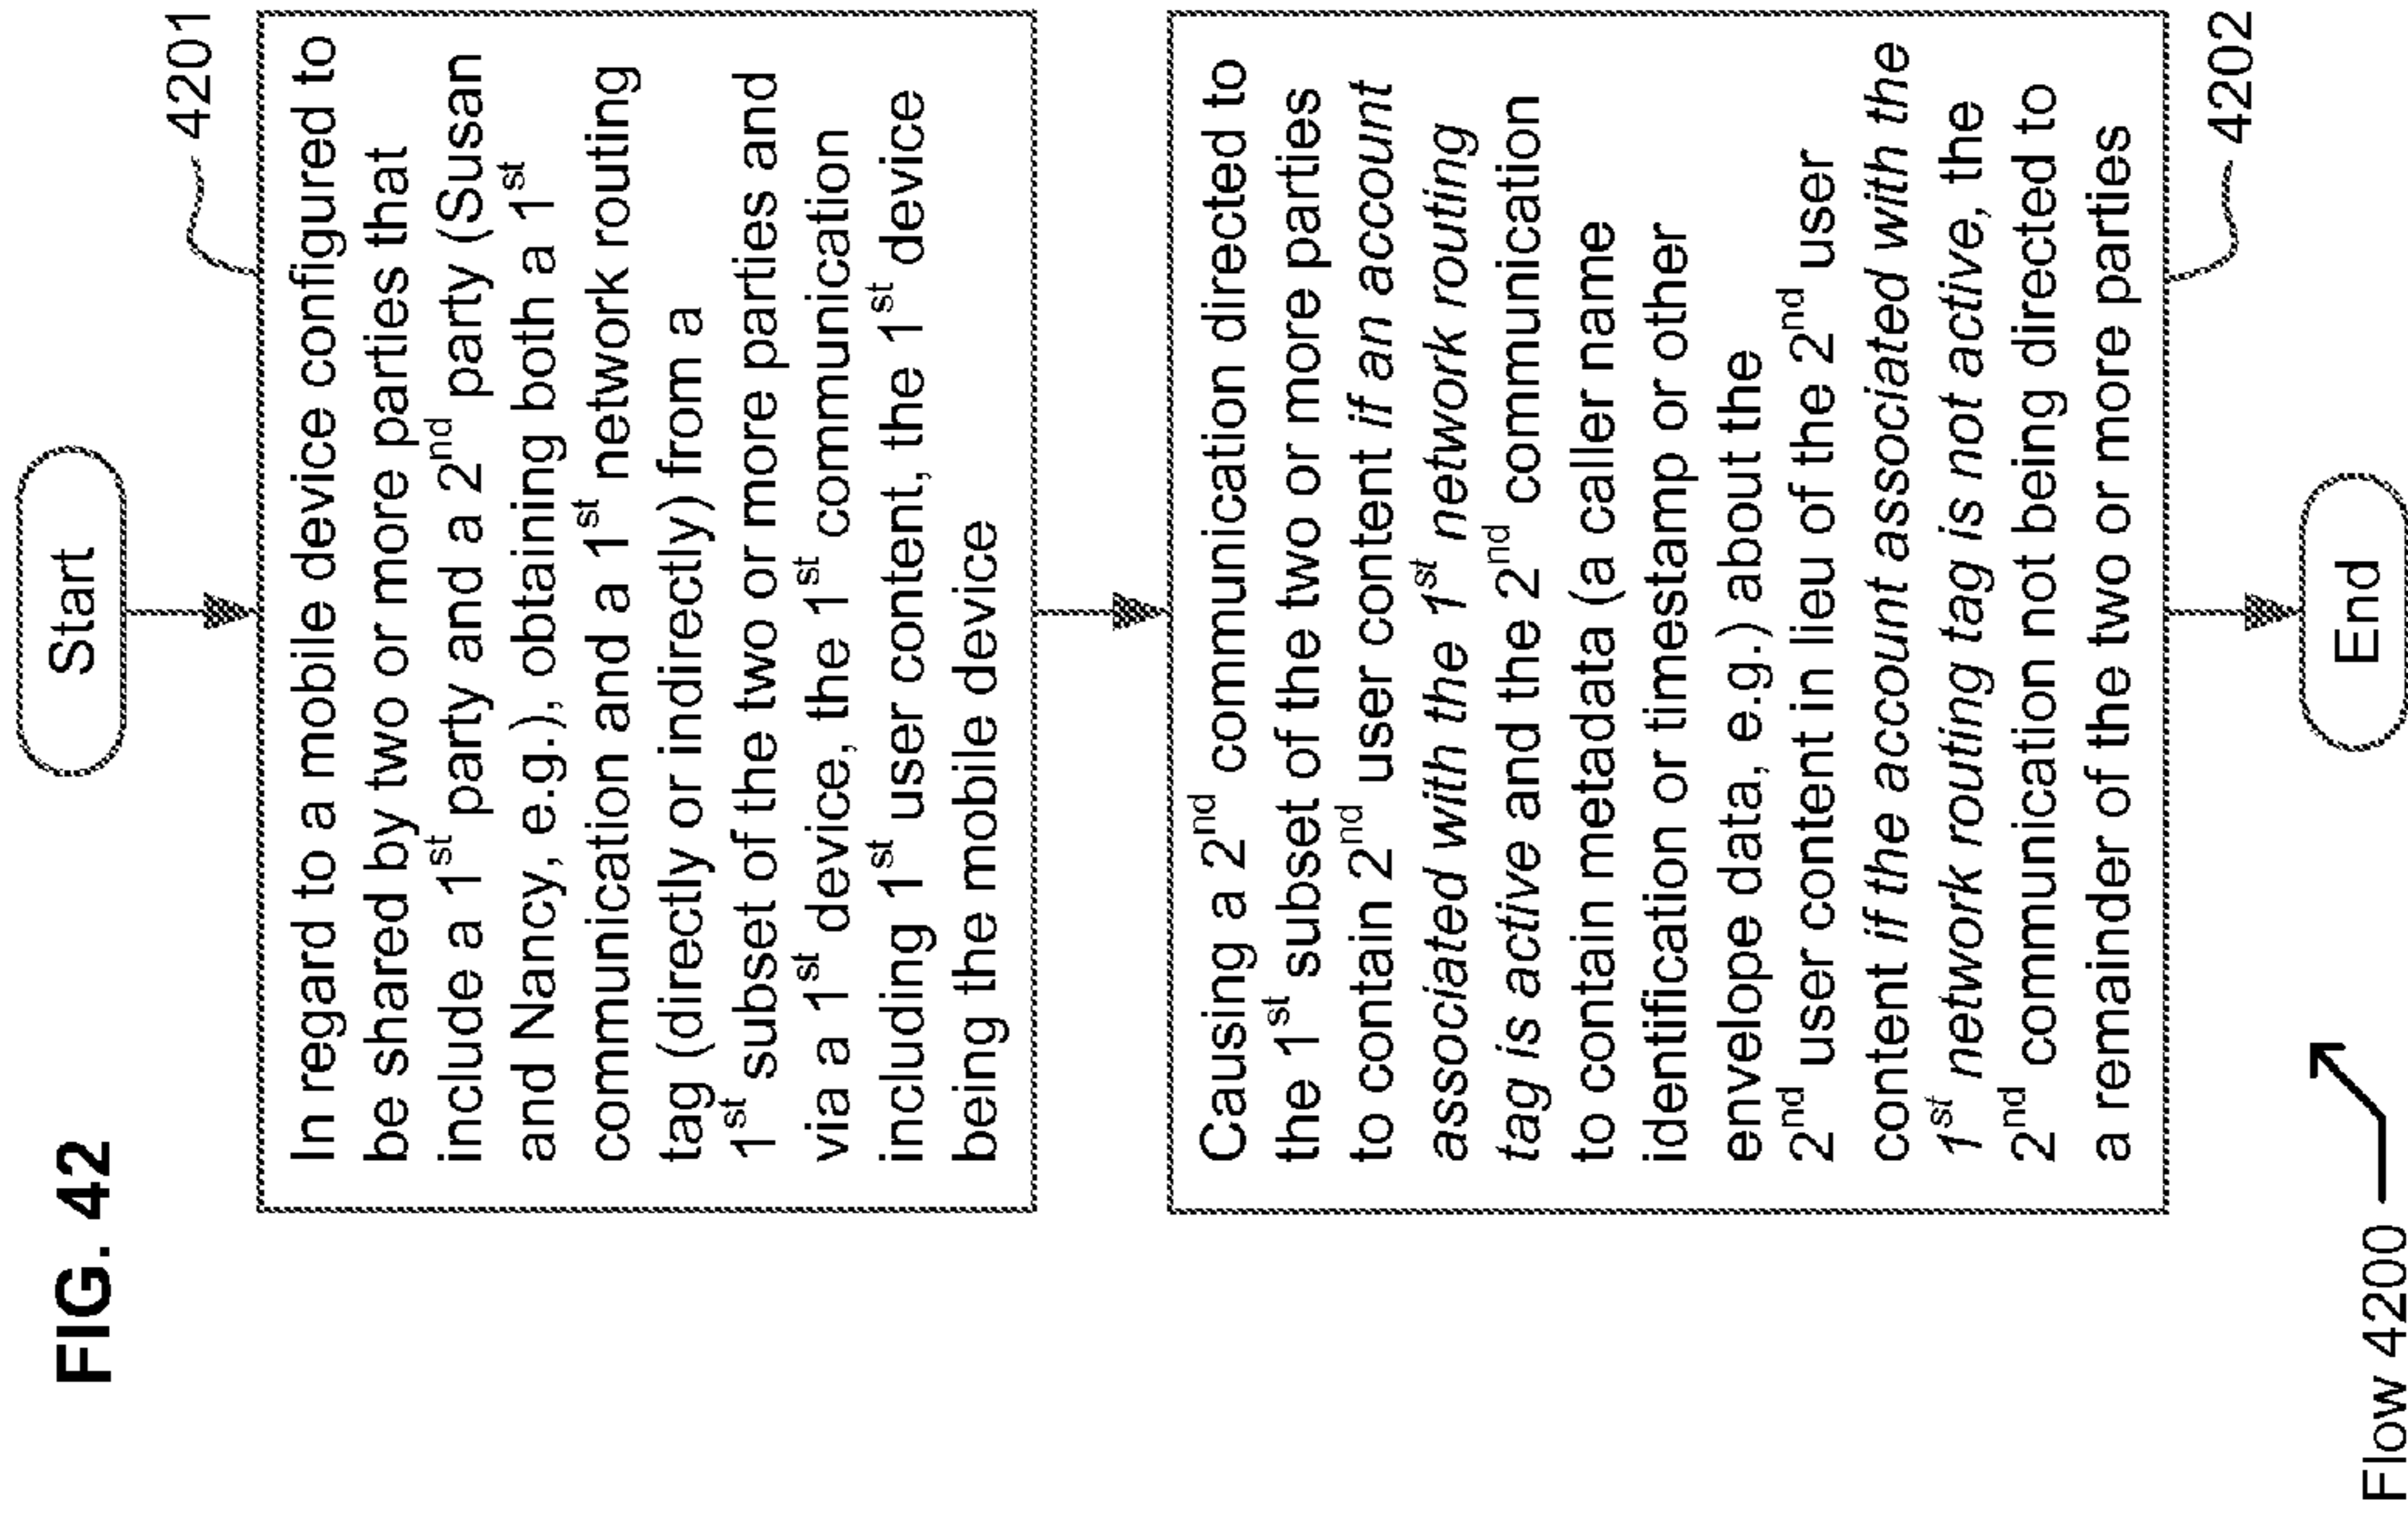 FIG. 42
Start
4201
In regard to a mobile device configured to
be shared by two or more parties that
include a 1st party and a 2nd party (Susan
and Nancy, e.g.), obtaining both a 1st
communication and a 1st network routing
tag (directly or indirectly) from a
1st subset of the two or more parties and
via a 1st device, the 1st communication
including 1st user content, the 1st device
being the mobile device
Causing a 2nd communication directed to
the 1st subset of the two or more parties
to contain 2nd user content if an account
associated with the 1st network routing
tag is active and the 2nd communication
to contain metadata (a caller name
identification or timestamp or other
envelope data, e.g.) about the
2nd user content in lieu of the 2nd user
content if the account associated with the
1st network routing tag is not active, the
2nd communication not being directed to
a remainder of the two or more parties
4202
End
Flow 4200